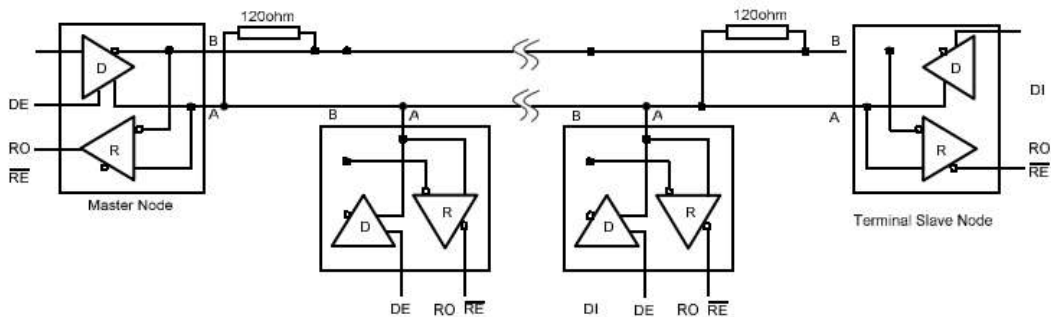 120ohm
120ohm
B
B
D
D
DE
DI
A
B
A
B
A
A
RO
R
R
RO
RE
RE
Master Node
Terminal Slave Node
R
R
D
D
DE
RO
RE
DI
DE
RO
RE